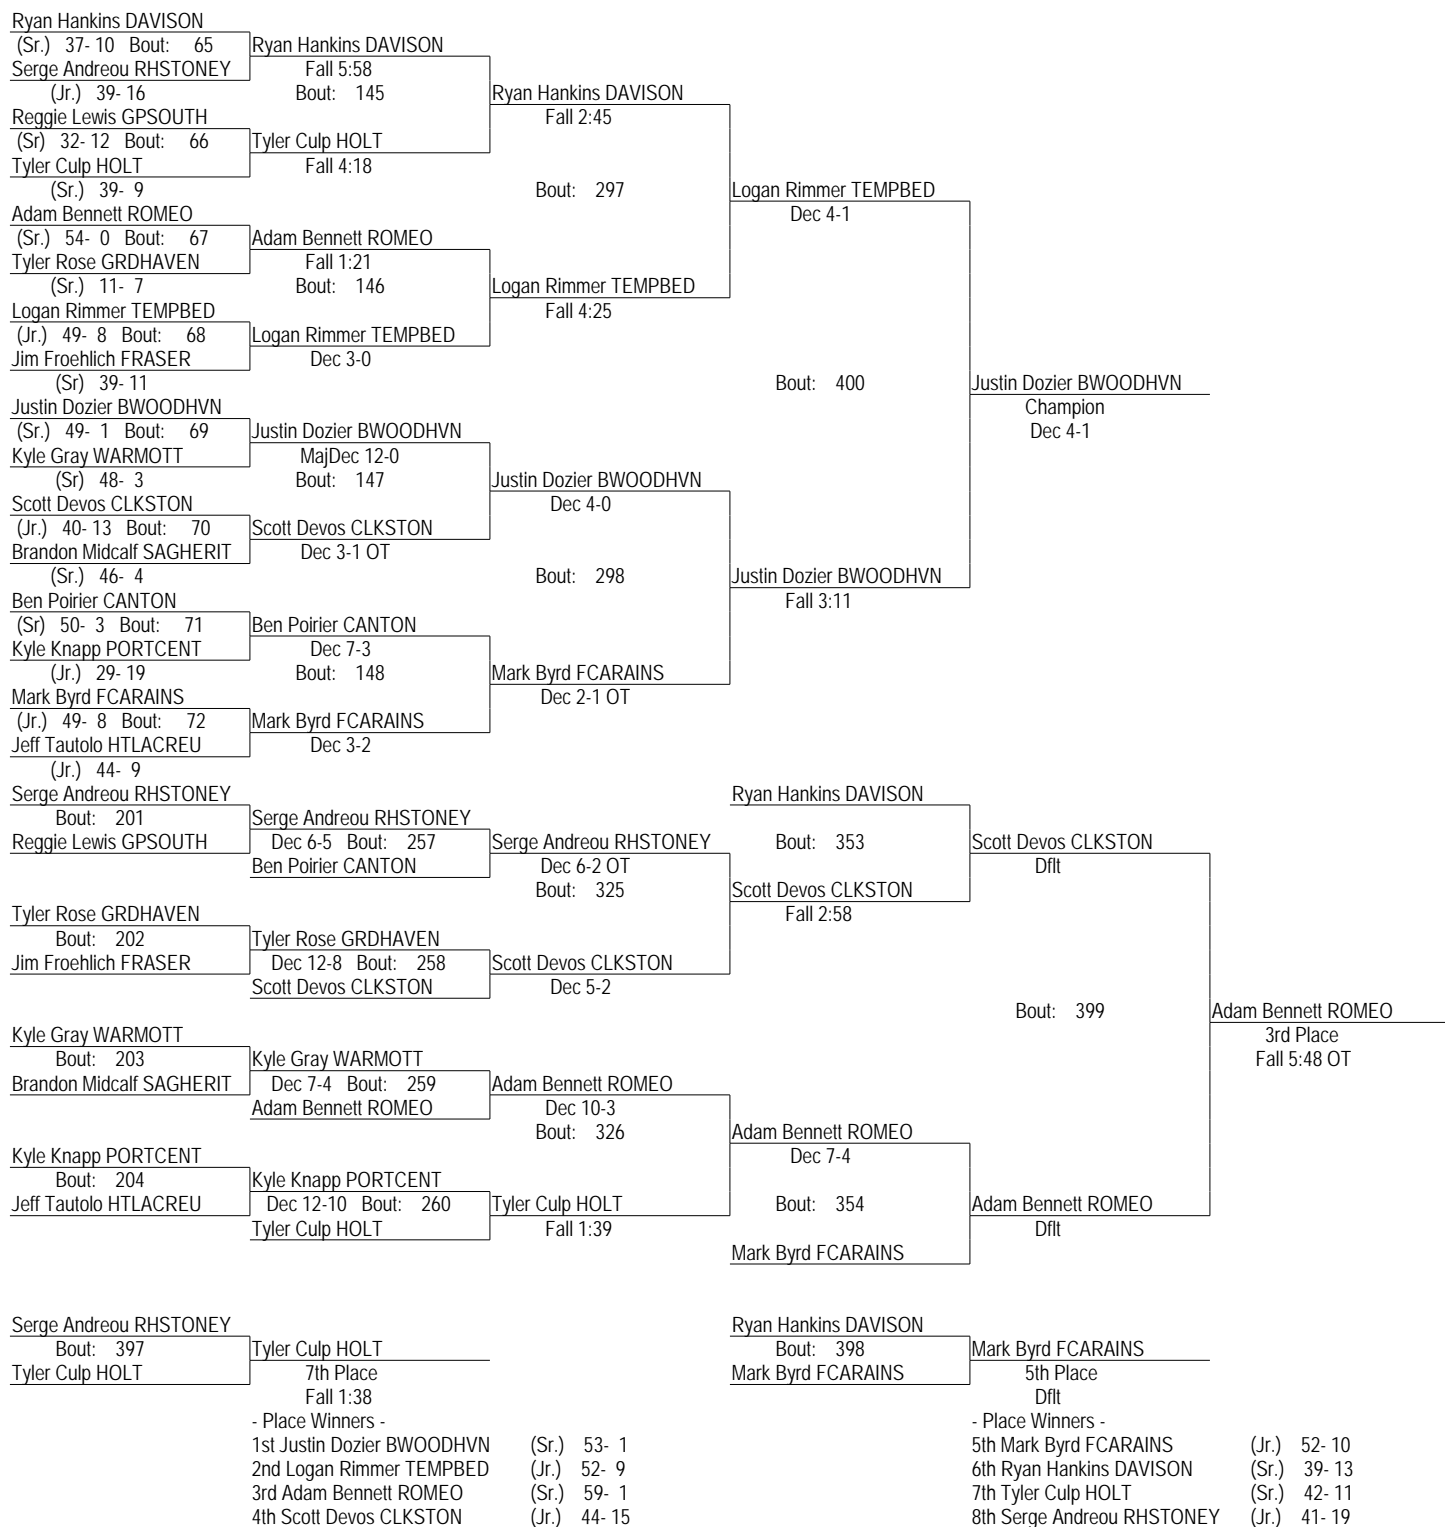 Ryan Hankins DAVISON
(Sr.) 37- 10 Bout: 65 Ryan Hankins DAVISON
Serge Andreou RHSTONEY Fall 5:58
(Jr.) 39- 16 Bout: 145 Ryan Hankins DAVISON
Reggie Lewis GPSOUTH Fall 2:45
(Sr) 32- 12 Bout: 66 Tyler Culp HOLT
Tyler Culp HOLT Fall 4:18
(Sr.) 39- 9 Bout: 297 Logan Rimmer TEMPBED
Adam Bennett ROMEO Dec 4-1
(Sr.) 54- 0 Bout: 67 Adam Bennett ROMEO
Tyler Rose GRDHAVEN Fall 1:21
(Sr.) 11- 7 Bout: 146 Logan Rimmer TEMPBED
Logan Rimmer TEMPBED Fall 4:25
(Jr.) 49- 8 Bout: 68 Logan Rimmer TEMPBED
Jim Froehlich FRASER Dec 3-0
(Sr) 39- 11 Bout: 400 Justin Dozier BWOODHVN
Justin Dozier BWOODHVN Champion
(Sr.) 49- 1 Bout: 69 Justin Dozier BWOODHVN Dec 4-1
Kyle Gray WARMOTT MajDec 12-0
(Sr) 48- 3 Bout: 147 Justin Dozier BWOODHVN
Scott Devos CLKSTON Dec 4-0
(Jr.) 40- 13 Bout: 70 Scott Devos CLKSTON
Brandon Midcalf SAGHERIT Dec 3-1 OT
(Sr.) 46- 4 Bout: 298 Justin Dozier BWOODHVN
Ben Poirier CANTON Fall 3:11
(Sr) 50- 3 Bout: 71 Ben Poirier CANTON
Kyle Knapp PORTCENT Dec 7-3
(Jr.) 29- 19 Bout: 148 Mark Byrd FCARAINS
Mark Byrd FCARAINS Dec 2-1 OT
(Jr.) 49- 8 Bout: 72 Mark Byrd FCARAINS
Jeff Tautolo HTLACREU Dec 3-2
(Jr.) 44- 9
Serge Andreou RHSTONEY Ryan Hankins DAVISON
Bout: 201 Serge Andreou RHSTONEY
Reggie Lewis GPSOUTH Dec 6-5 Bout: 257 Serge Andreou RHSTONEY Bout: 353 Scott Devos CLKSTON
Ben Poirier CANTON Dec 6-2 OT Dflt
Bout: 325 Scott Devos CLKSTON
Tyler Rose GRDHAVEN Fall 2:58
Bout: 202 Tyler Rose GRDHAVEN
Jim Froehlich FRASER Dec 12-8 Bout: 258 Scott Devos CLKSTON
Scott Devos CLKSTON Dec 5-2
Bout: 399 Adam Bennett ROMEO
Kyle Gray WARMOTT 3rd Place
Bout: 203 Kyle Gray WARMOTT Fall 5:48 OT
Brandon Midcalf SAGHERIT Dec 7-4 Bout: 259 Adam Bennett ROMEO
Adam Bennett ROMEO Dec 10-3
Bout: 326 Adam Bennett ROMEO
Kyle Knapp PORTCENT Dec 7-4
Bout: 204 Kyle Knapp PORTCENT
Jeff Tautolo HTLACREU Dec 12-10 Bout: 260 Tyler Culp HOLT Bout: 354 Adam Bennett ROMEO
Tyler Culp HOLT Fall 1:39 Dflt
Mark Byrd FCARAINS
Serge Andreou RHSTONEY Ryan Hankins DAVISON
Bout: 397 Tyler Culp HOLT Bout: 398 Mark Byrd FCARAINS
Tyler Culp HOLT 7th Place Mark Byrd FCARAINS 5th Place
Fall 1:38 Dflt
- Place Winners - - Place Winners -
1st Justin Dozier BWOODHVN (Sr.) 53- 1 5th Mark Byrd FCARAINS (Jr.) 52- 10
2nd Logan Rimmer TEMPBED (Jr.) 52- 9 6th Ryan Hankins DAVISON (Sr.) 39- 13
3rd Adam Bennett ROMEO (Sr.) 59- 1 7th Tyler Culp HOLT (Sr.) 42- 11
4th Scott Devos CLKSTON (Jr.) 44- 15 8th Serge Andreou RHSTONEY (Jr.) 41- 19